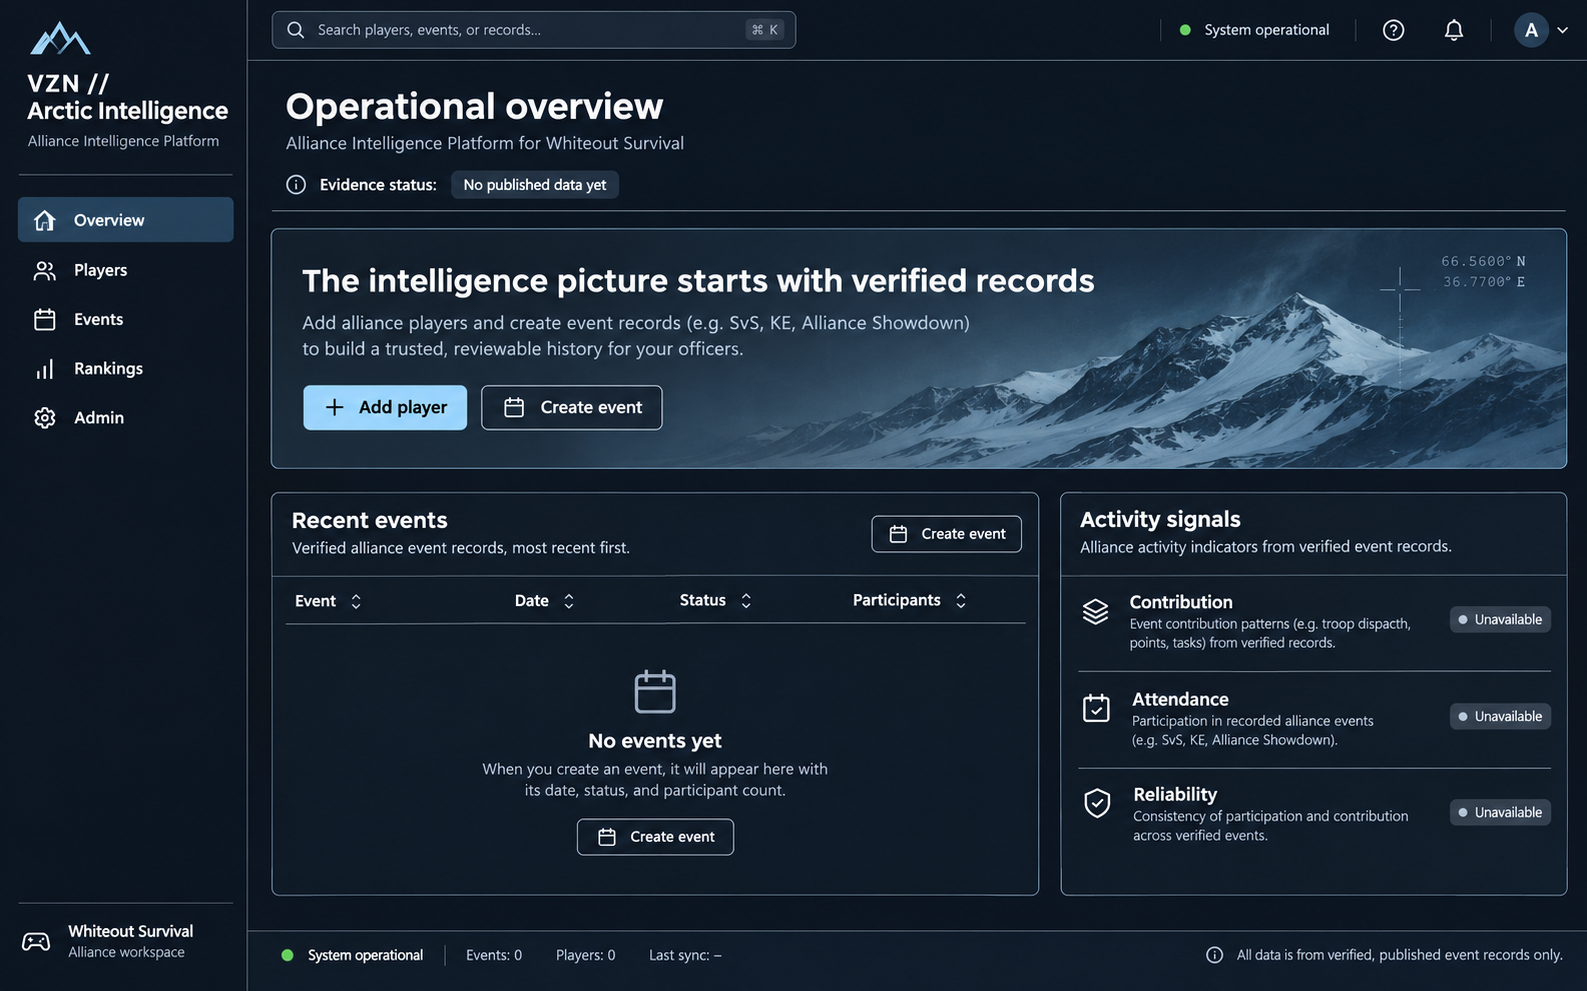 VZN //
Arctic Intelligence
Alliance Intelligence Platform
Overview
Players
Events
Rankings
Admin
Whiteout Survival
Alliance workspace
Search players, events, or records...
⌘ K
System operational
A
Operational overview
Alliance Intelligence Platform for Whiteout Survival
Evidence status:
No published data yet
The intelligence picture starts with verified records
Add alliance players and create event records (e.g. SvS, KE, Alliance Showdown)
to build a trusted, reviewable history for your officers.
Add player
Create event
66.5600° N
36.7700° E
Recent events
Verified alliance event records, most recent first.
Create event
Event
Date
Status
Participants
No events yet
When you create an event, it will appear here with
its date, status, and participant count.
Create event
Activity signals
Alliance activity indicators from verified event records.
Contribution
Event contribution patterns (e.g. troop dispacth,
points, tasks) from verified records.
Unavailable
Attendance
Participation in recorded alliance events
(e.g. SvS, KE, Alliance Showdown).
Unavailable
Reliability
Consistency of participation and contribution
across verified events.
Unavailable
System operational
Events: 0
Players: 0
Last sync: –
All data is from verified, published event records only.